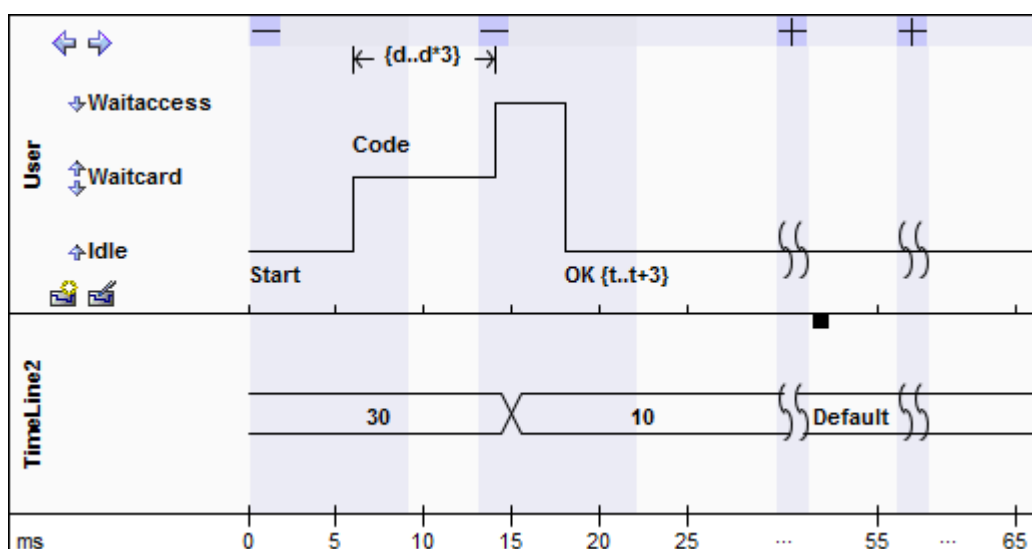 {d..d*3}
Waitaccess
Code
User
Waitcard
Idle
Start
OK {t..t+3}
TimeLine2
30
10
Default
ms
0 5 10 15 20 25 ... 55 ... 65